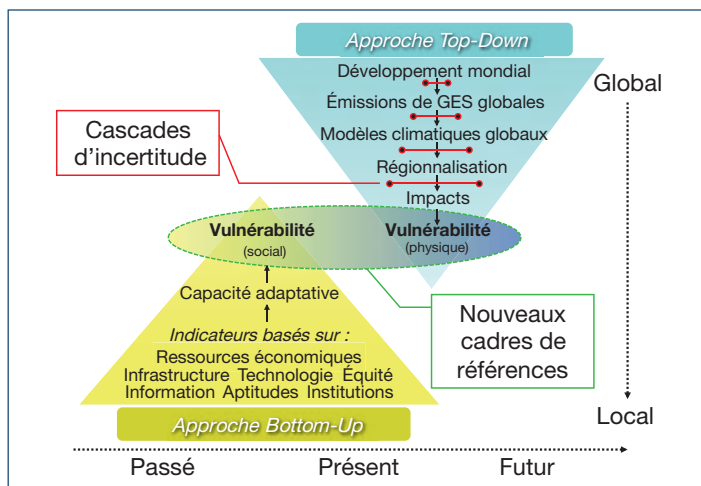 Approche Top-Down
Développement mondial
Émissions de GES globales
Modèles climatiques globaux
Régionnalisation
Impacts
Global
Cascades
d'incertitude
Vulnérabilité
(social)
Vulnérabilité
(physique)
Capacité adaptative
Indicateurs basés sur :
Ressources économiques
Infrastructure Technologie Équité
Information Aptitudes Institutions
Approche Bottom-Up
Nouveaux
cadres de
références
Local
Passé
Présent
Futur